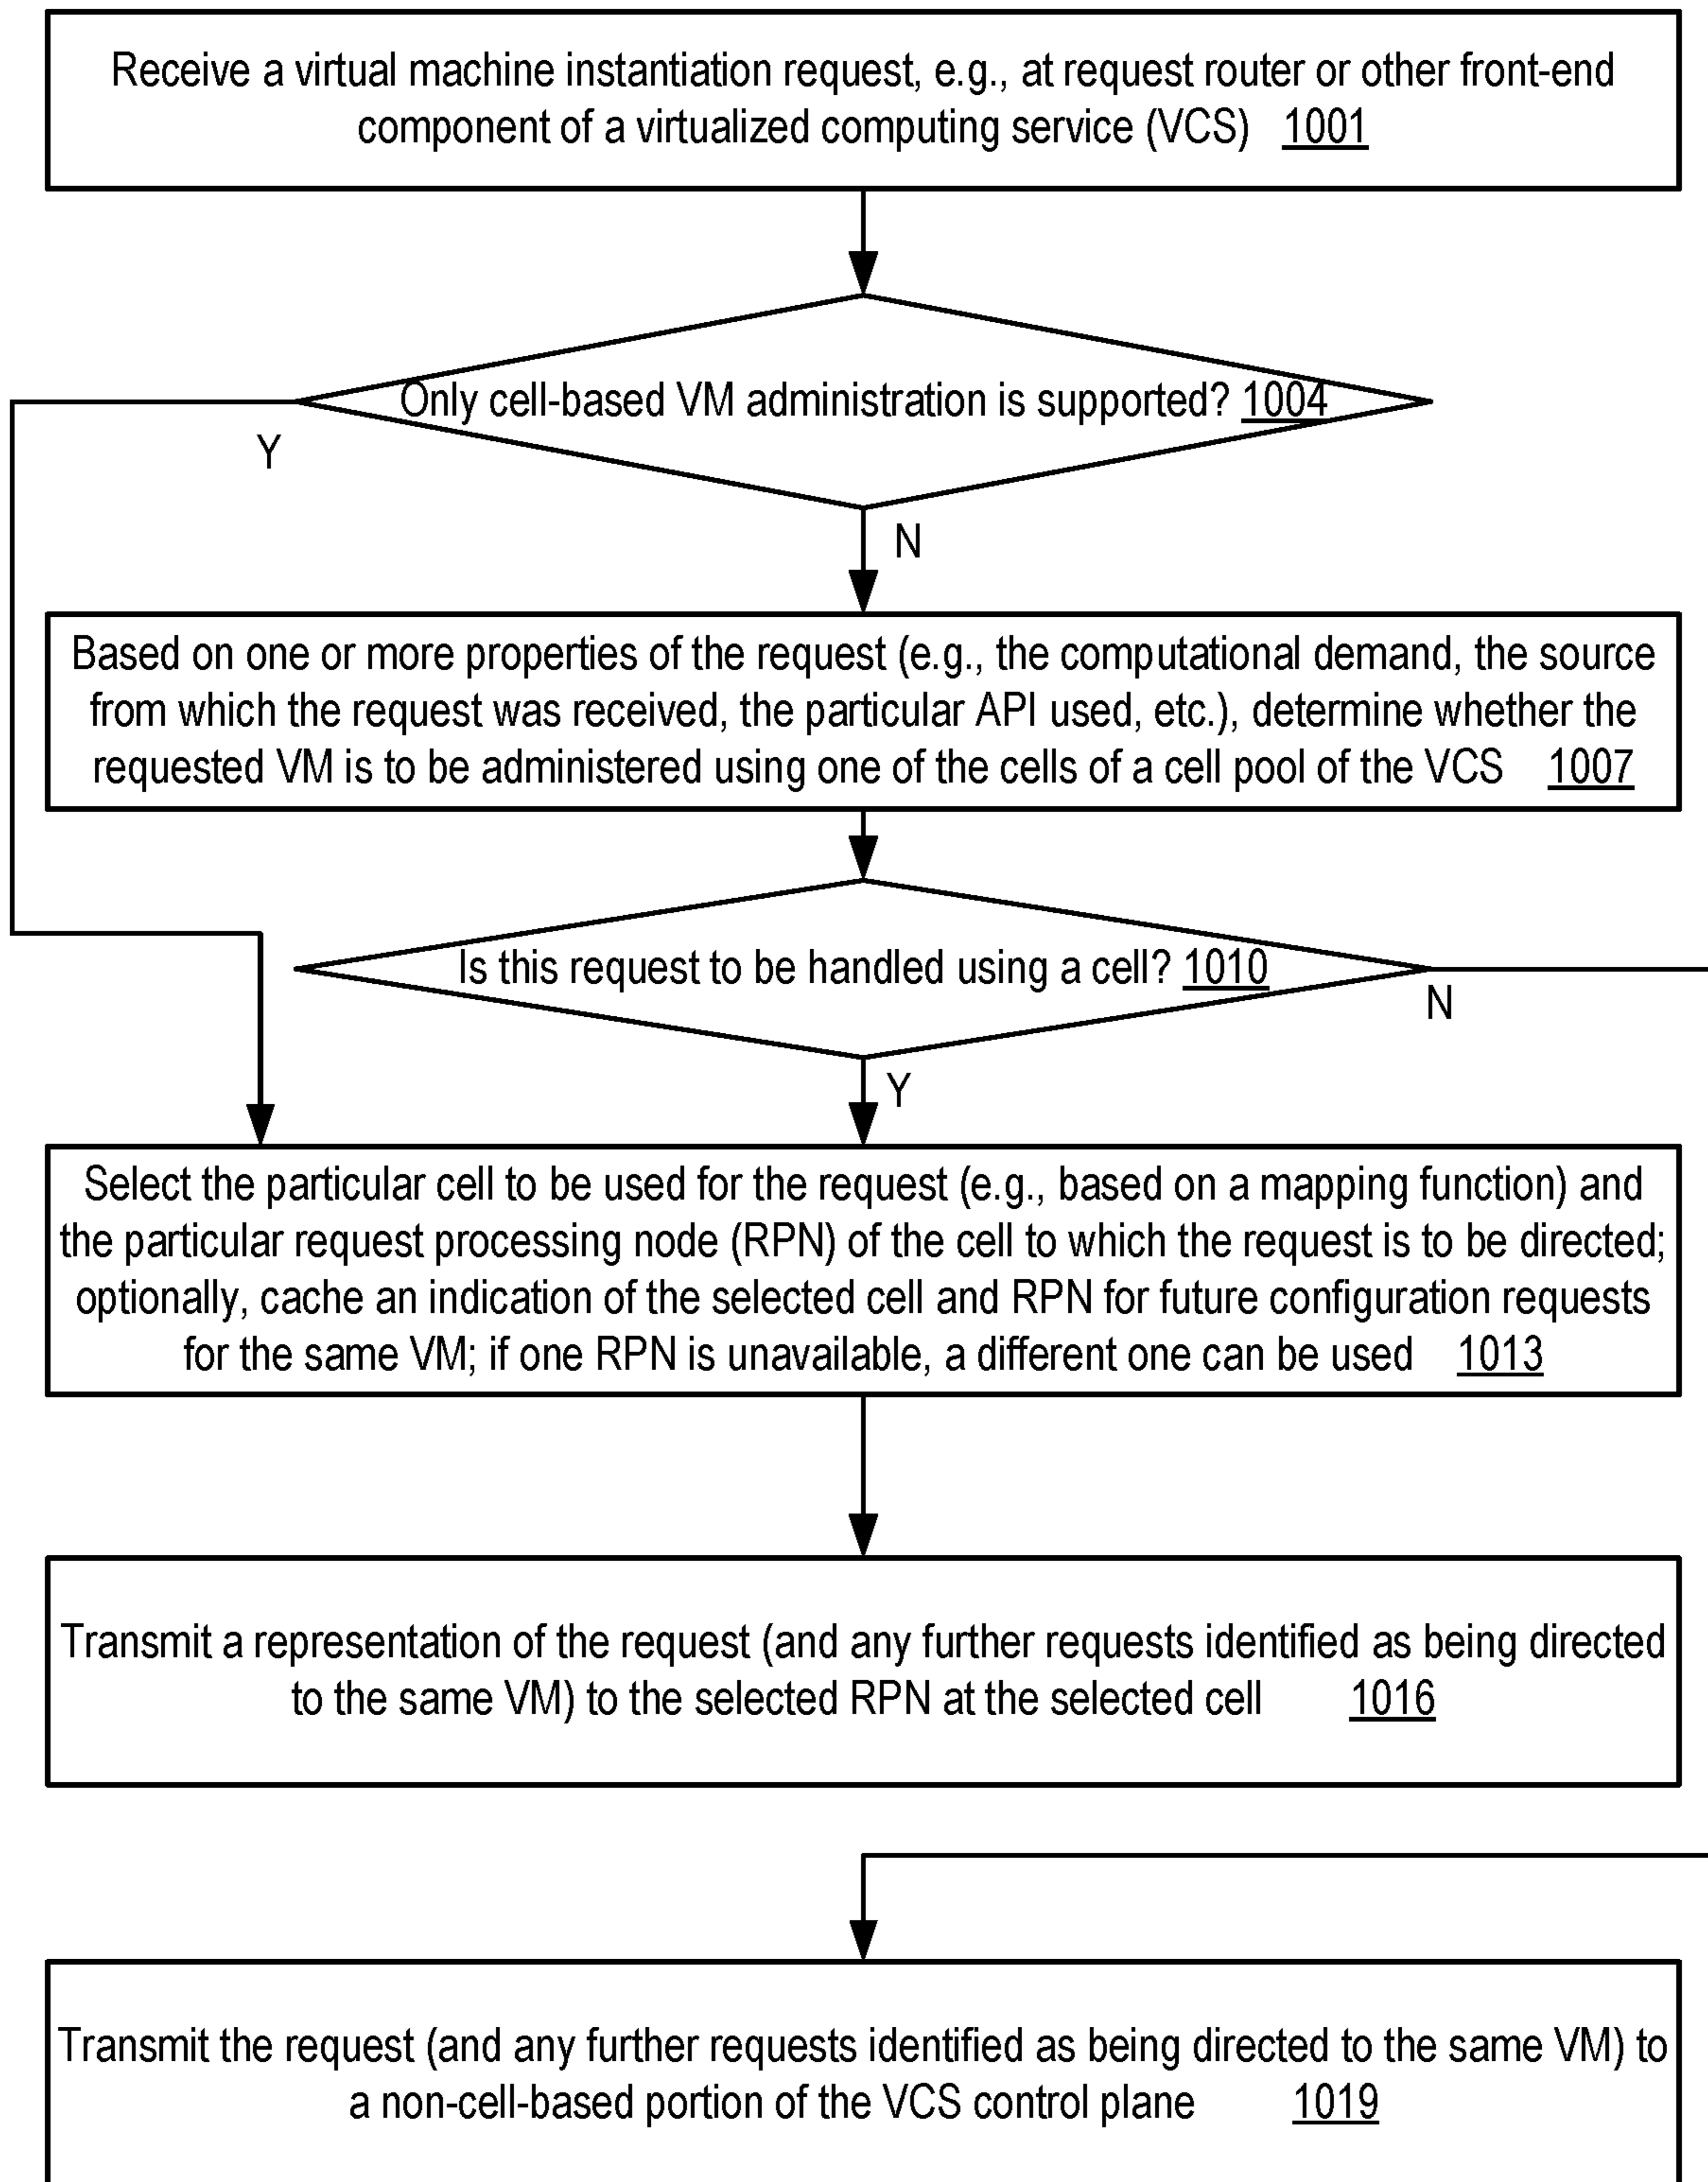 Receive a virtual machine instantiation request, e.g., at request router or other front-end
component of a virtualized computing service (VCS) 1001
Only cell-based VM administration is supported? 1004
Y
N
Based on one or more properties of the request (e.g., the computational demand, the source
from which the request was received, the particular API used, etc.), determine whether the
requested VM is to be administered using one of the cells of a cell pool of the VCS 1007
Is this request to be handled using a cell? 1010
N
Y
Select the particular cell to be used for the request (e.g., based on a mapping function) and
the particular request processing node (RPN) of the cell to which the request is to be directed;
optionally, cache an indication of the selected cell and RPN for future configuration requests
for the same VM; if one RPN is unavailable, a different one can be used 1013
Transmit a representation of the request (and any further requests identified as being directed
to the same VM) to the selected RPN at the selected cell 1016
Transmit the request (and any further requests identified as being directed to the same VM) to
a non-cell-based portion of the VCS control plane 1019